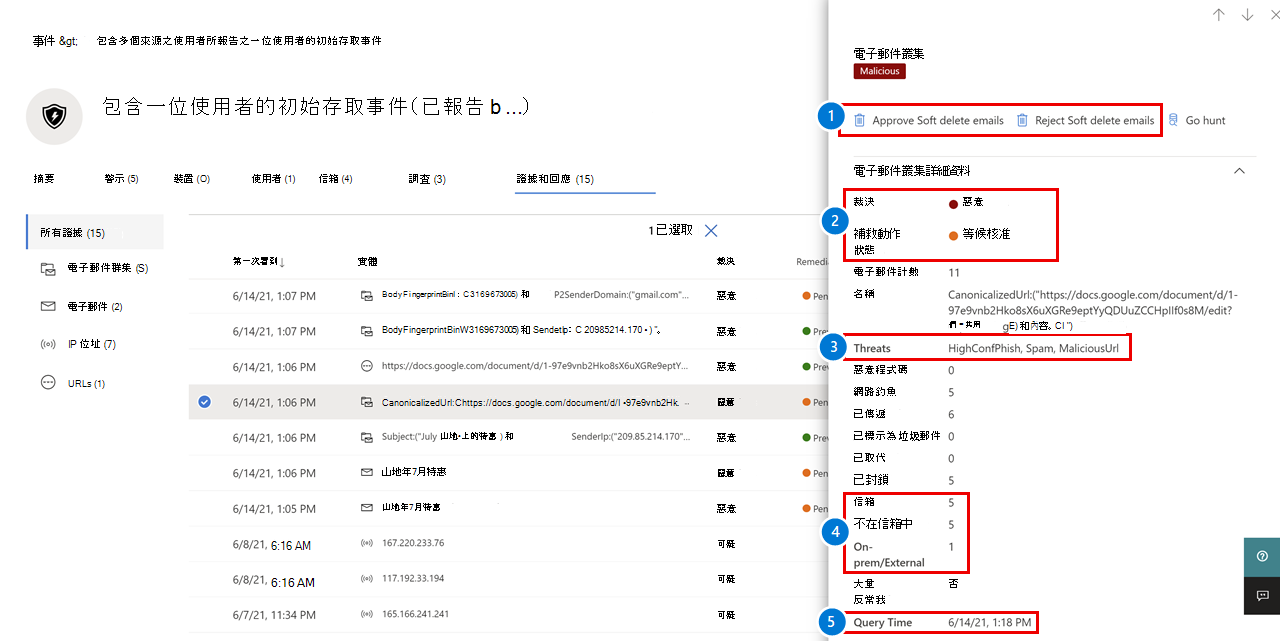 事件 &gt; 包含多個來源之使用者所報告之一位使用者的初始存取事件
包含一位使用者的初始存取事件(已報告 b ...)
摘要 警示 (5) 裝置 (0) 使用者 (1) 信箱 (4) 調查 (3) 證據和回應 (15)
所有證據 (15)
電子郵件群集 (S)
電子郵件 (2)
IP 位址 (7)
URLs (1)
1已選取
第一次看到↓ 實體 裁決 Remedia
6/14/21, 1:07 PM BodyFingerprintBinI: C3169673005) 和 P2SenderDomain:("gmail.com"... 惡意 Pen
6/14/21, 1:07 PM BodyFingerprintBinW3169673005) 和 SendetIp: C 20985214.170 • ) "。 惡意 Pre
6/14/21, 1:06 PM https://docs.google.com/document/d/1-97e9vnb2Hko8sX6uXGRe9eptY... 惡意 Pre
6/14/21, 1:06 PM CanonicalizedUrl:Chttps://docs.google.com/document/d/I •97e9vnb2Hk. 惡意 Pen
6/14/21, 1:06 PM Subject:("July 山地•上的特惠 ) 和 SenderIp:("209.85.214.170"... 惡意 Prev
6/14/21, 1:06 PM 山地年7月特惠 惡意 Pen
6/14/21, 1:05 PM 山地年7月特惠 惡意 Pen
6/8/21, 6:16 AM 167.220.233.76 可疑
6/8/21, 6:16 AM 117.192.33.194 可疑
6/7/21, 11:34 PM 165.166.241.241 可疑
電子郵件叢集
Malicious
1 Approve Soft delete emails Reject Soft delete emails Go hunt
電子郵件叢集詳細資料
2 裁決 惡意
補救動作 等候核准
狀態
電子郵件計數 11
名稱 CanonicalizedUrl:("https://docs.google.com/document/d/1-
97e9vnb2Hko8sX6uXGRe9eptYyQDUuZCCHpIIf0s8M/edit?
gE) 和內容。CI ")
3 Threats HighConfPhish, Spam, MaliciousUrl
惡意程式碼 0
網路釣魚 5
已傳遞 6
已標示為垃圾郵件 0
已取代 0
已封鎖 5
信箱 5
4 不在信箱中 5
On- 1
prem/External
大量 否
反常我
5 Query Time 6/14/21, 1:18 PM